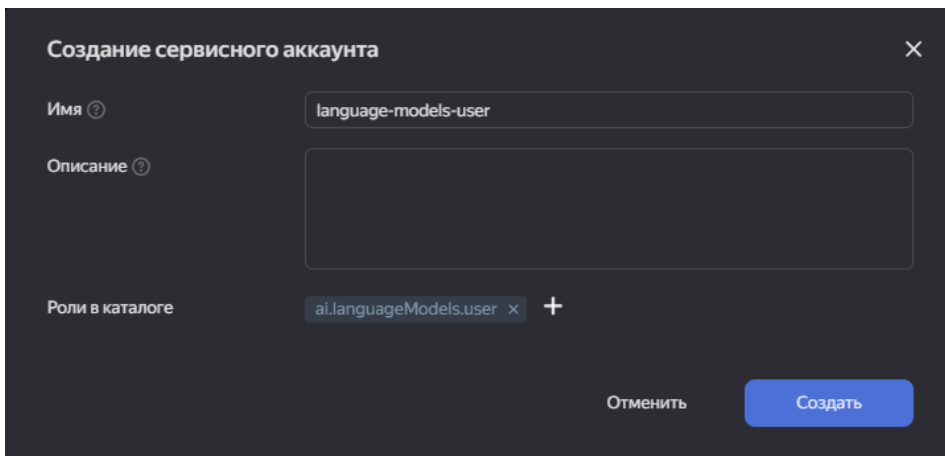 Создание сервисного аккаунта
Имя
language-models-user
Описание
Роли в каталоге
ai.languageModels.user
Отменить
Создать